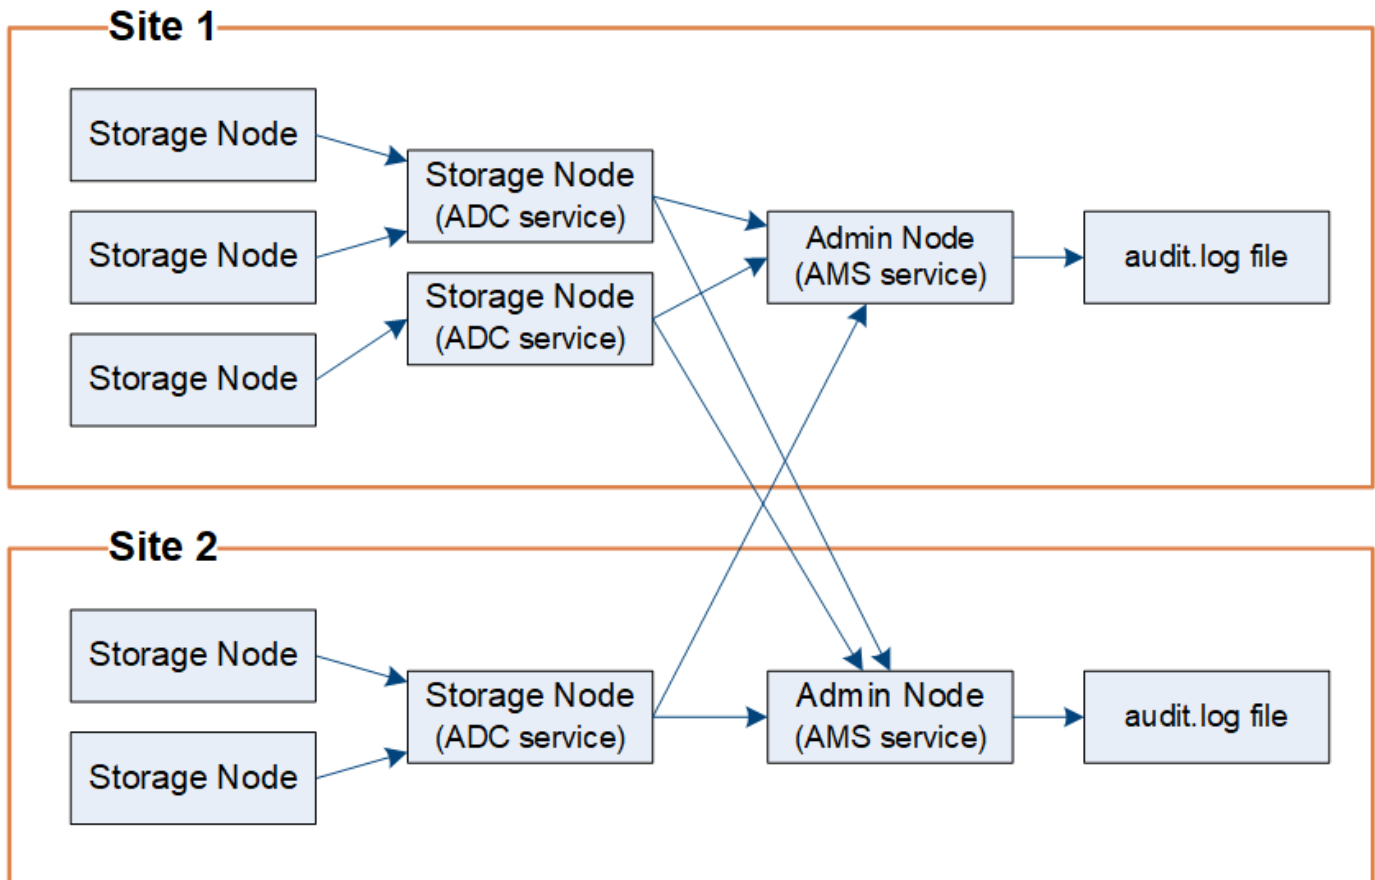 Site 1
Storage Node
Storage Node
Storage Node
Storage Node
(ADC service)
Storage Node
(ADC service)
Admin Node
(AMS service)
audit.log file
Site 2
Storage Node
Storage Node
Storage Node
(ADC service)
Admin Node
(AMS service)
audit.log file